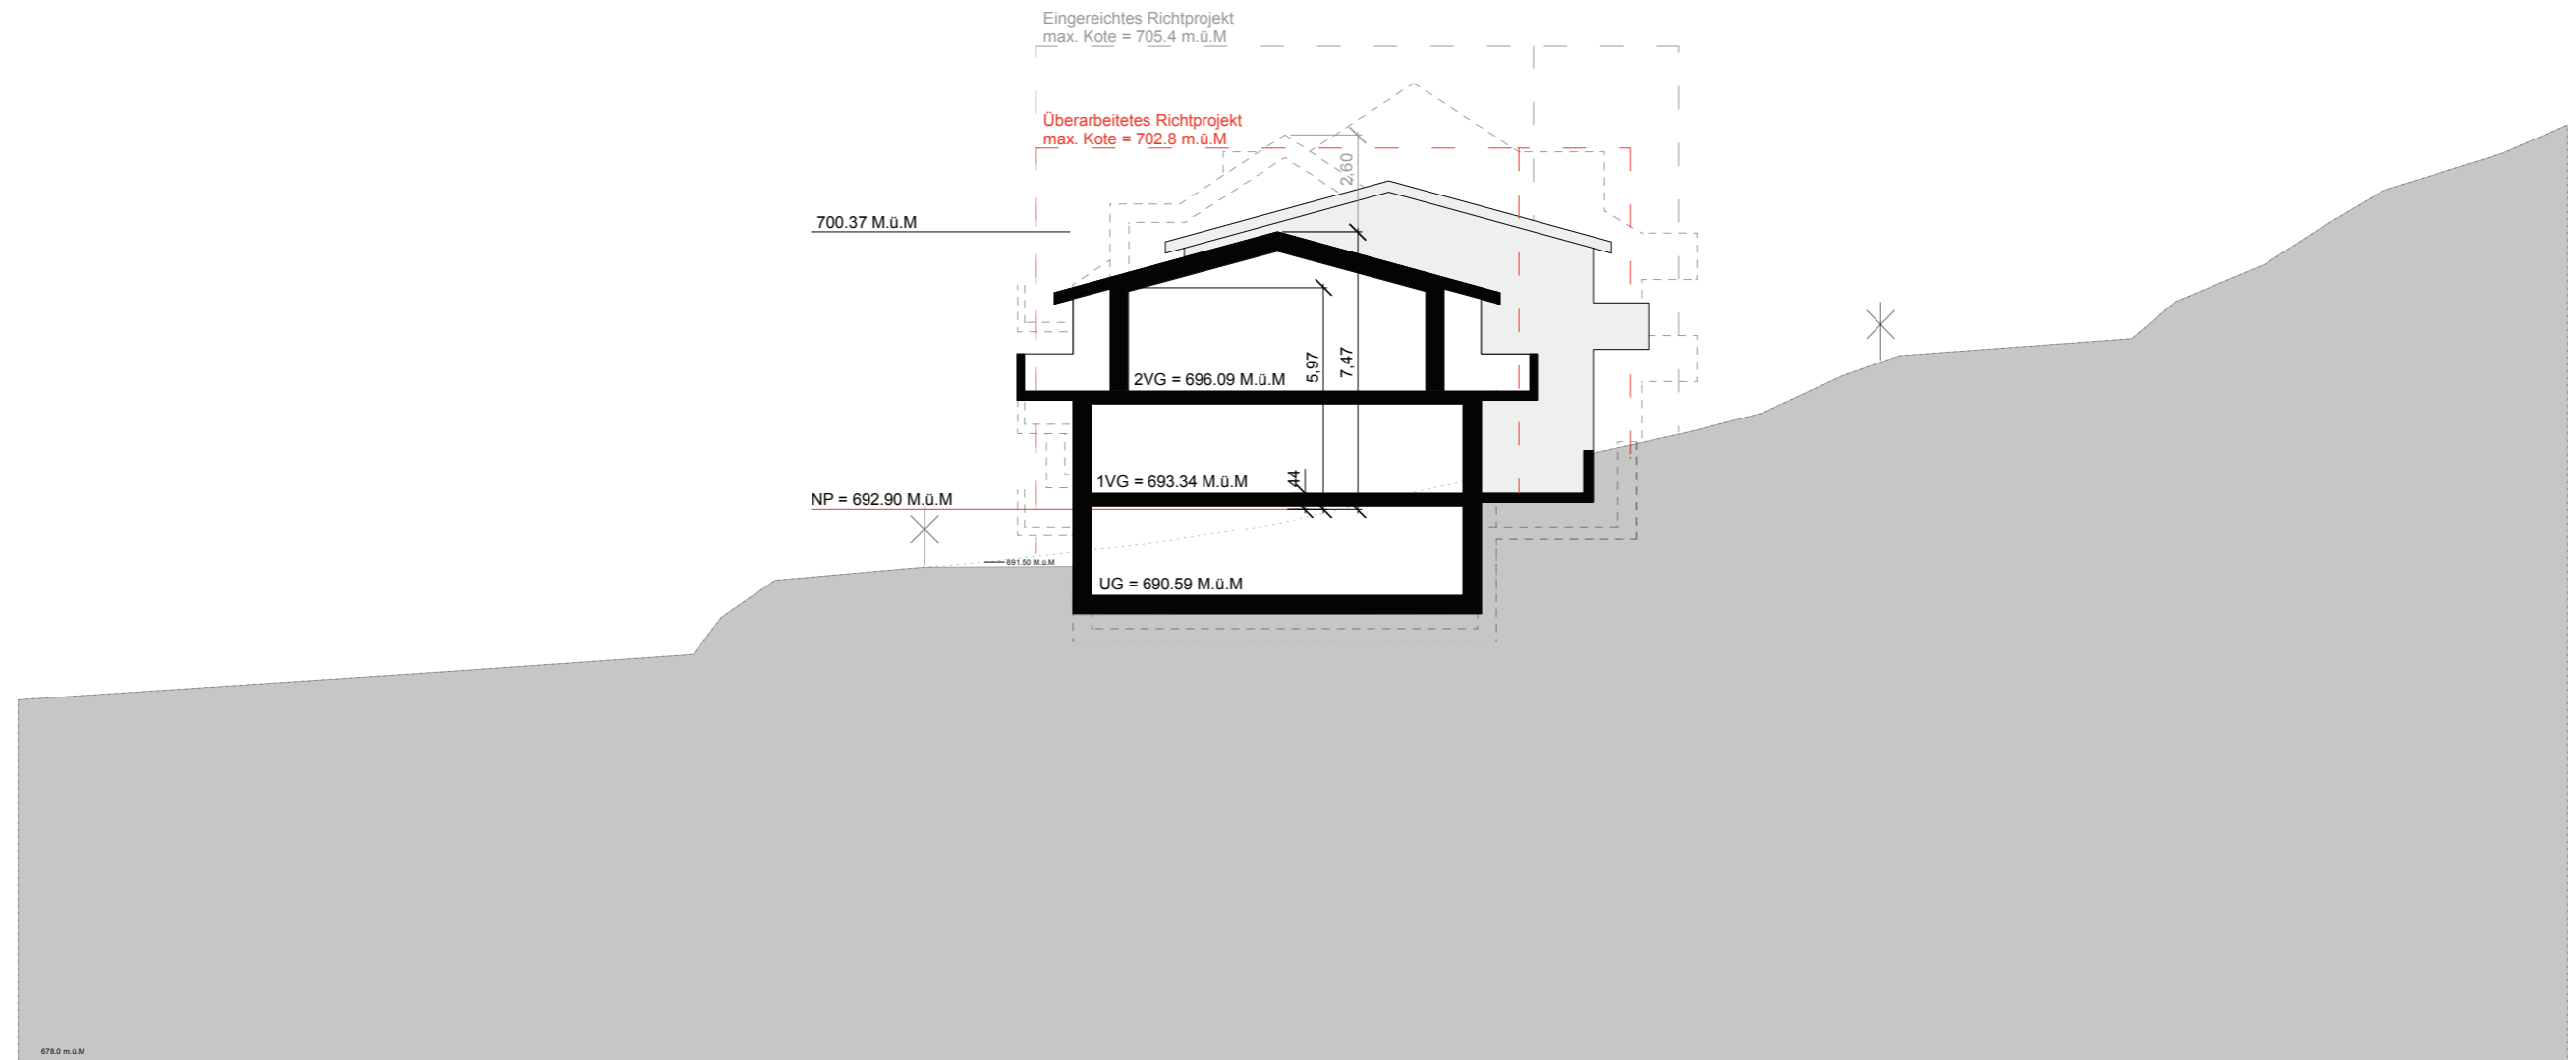 Eingereichtes Richtprojekt
max. Kote = 705.4 m.ü.M
Überarbeitetes Richtprojekt
max. Kote = 702.8 m.ü.M
2,60
700.37 M.ü.M
5,97
7,47
2VG = 696.09 M.ü.M
44
1VG = 693.34 M.ü.M
NP = 692.90 M.ü.M
691.50 M.ü.M
UG = 690.59 M.ü.M
678.0 m.ü.M